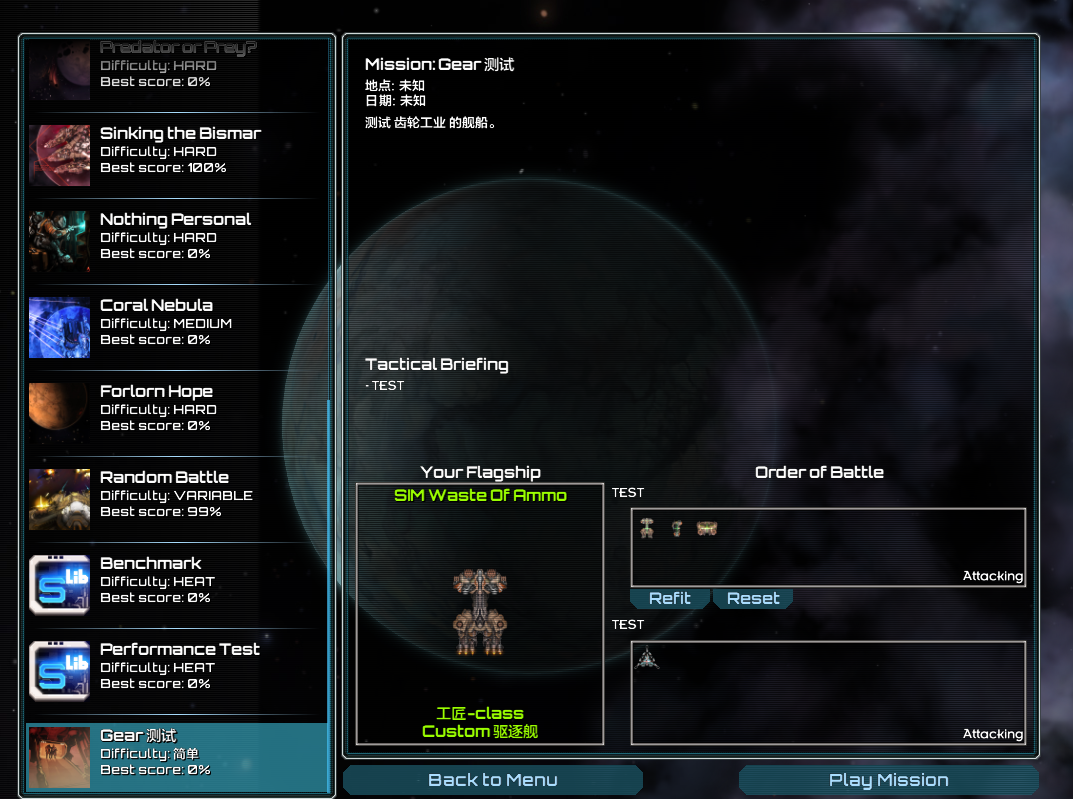 Predator or Prey?
Difficulty: HARD
Best score: 0%
Sinking the Bismar
Difficulty: HARD
Best score: 100%
Nothing Personal
Difficulty: HARD
Best score: 0%
Coral Nebula
Difficulty: MEDIUM
Best score: 0%
Forlorn Hope
Difficulty: HARD
Best score: 0%
Random Battle
Difficulty: VARIABLE
Best score: 99%
S Lib
Benchmark
Difficulty: HEAT
Best score: 0%
S Lib
Performance Test
Difficulty: HEAT
Best score: 0%
Gear 测试
Difficulty: 简单
Best score: 0%
Mission: Gear 测试
地点: 未知
日期: 未知
测试 齿轮工业 的舰船。
Tactical Briefing
- TEST
Your Flagship
SIM Waste Of Ammo
工匠-class
Custom 驱逐舰
Order of Battle
TEST
Attacking
Refit Reset
TEST
Attacking
Back to Menu
Play Mission